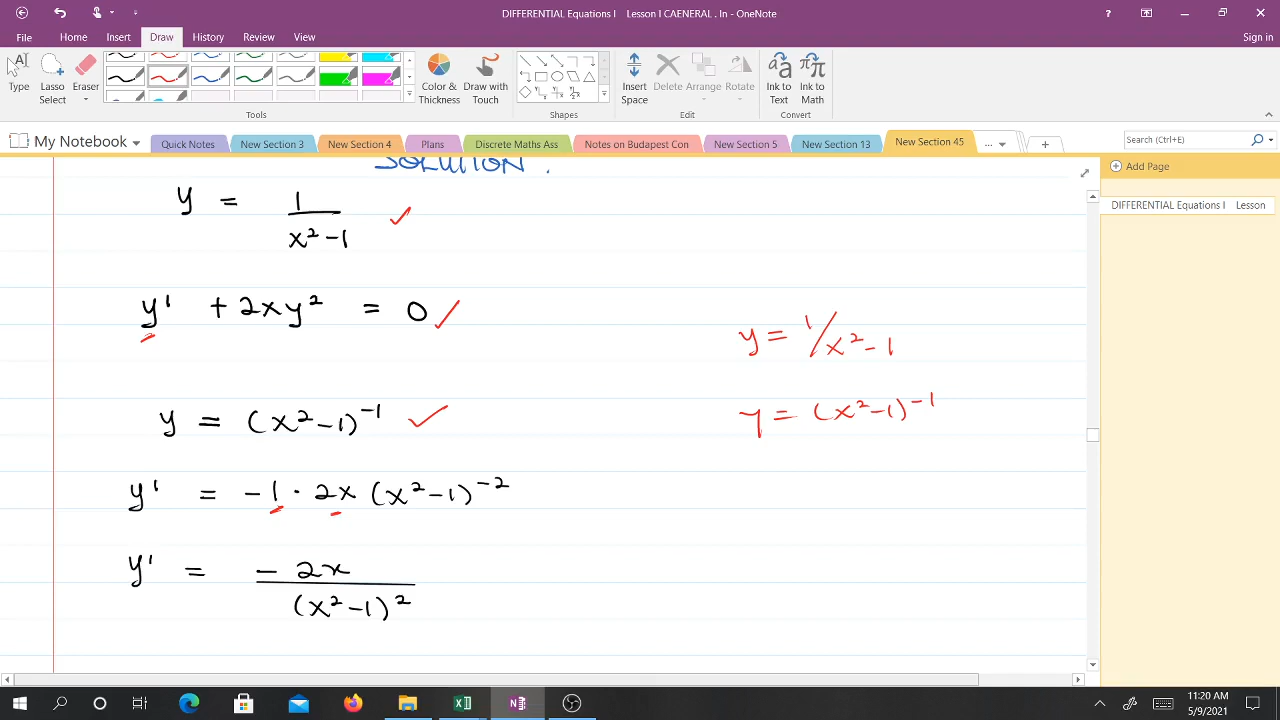 DIFFERENTIAL Equations I Lesson I CAENERAL . In - OneNote
File Home Insert Draw History Review View Sign in
Type Lasso Select Eraser Color & Thickness Draw with Touch Insert Space Delete Arrange Rotate Ink to Text Ink to Math
Tools Shapes Edit Convert
My Notebook Quick Notes New Section 3 New Section 4 Plans Discrete Maths Ass Notes on Budapest Con New Section 5 New Section 13 New Section 45 ... + Search (Ctrl+E)
Add Page
DIFFERENTIAL Equations I Lesson
SOLUTION .
y = 1/(x²-1) ✓
y' + 2xy² = 0 ✓
y = 1/x²-1
y = (x²-1)⁻¹ ✓
y = (x²-1)⁻¹
y' = -1 · 2x (x²-1)⁻²
y' = -2x/(x²-1)²
11:20 AM
5/9/2021